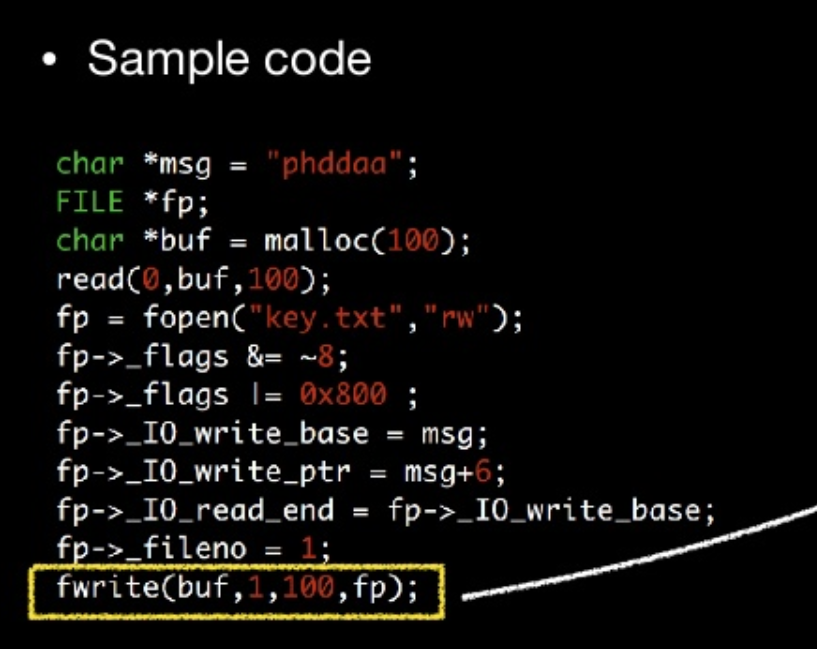 • Sample code
char *msg = "phddaa";
FILE *fp;
char *buf = malloc(100);
read(0,buf,100);
fp = fopen("key.txt","rw");
fp->_flags &= ~8;
fp->_flags |= 0x800 ;
fp->_IO_write_base = msg;
fp->_IO_write_ptr = msg+6;
fp->_IO_read_end = fp->_IO_write_base;
fp->_fileno = 1;
fwrite(buf,1,100,fp);